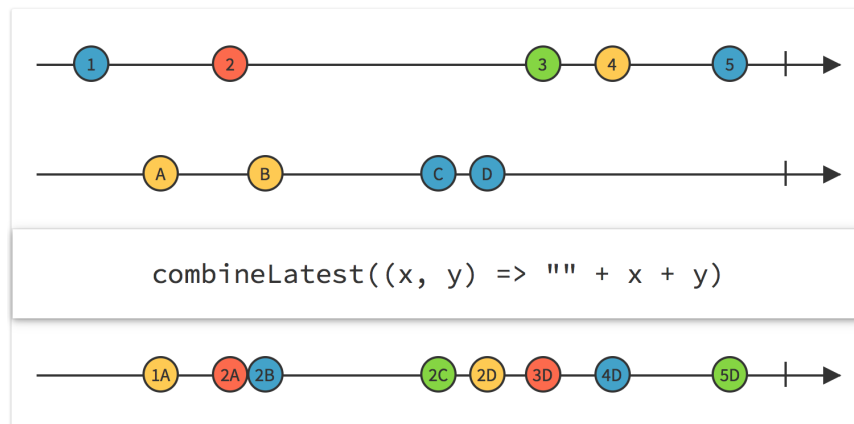 1 2 3 4 5
A B C D
combineLatest((x, y) => "" + x + y)
1A 2A 2B 2C 2D 3D 4D 5D